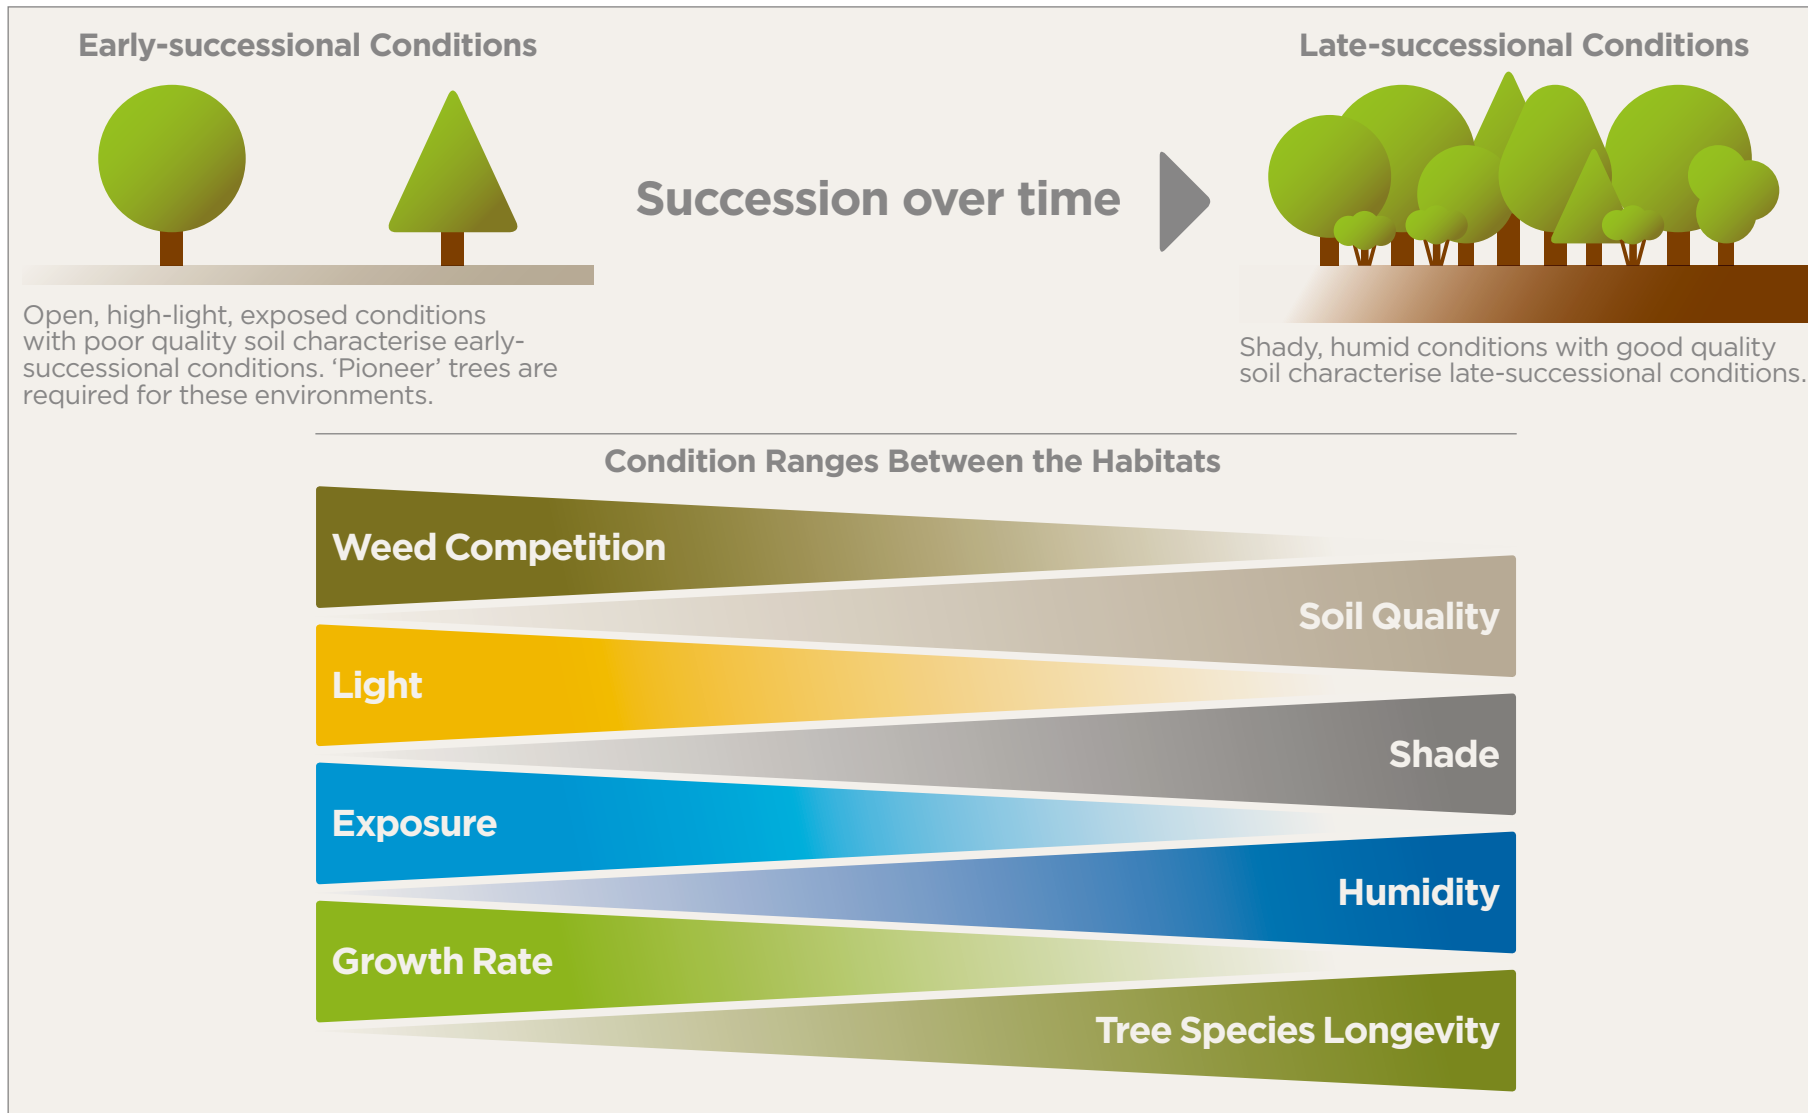 Early-successional Conditions
Late-successional Conditions
Succession over time
Open, high-light, exposed conditions
with poor quality soil characterise early-
successional conditions. ‘Pioneer’ trees are
required for these environments.
Shady, humid conditions with good quality
soil characterise late-successional conditions.
Condition Ranges Between the Habitats
Weed Competition
Soil Quality
Light
Shade
Exposure
Humidity
Growth Rate
Tree Species Longevity